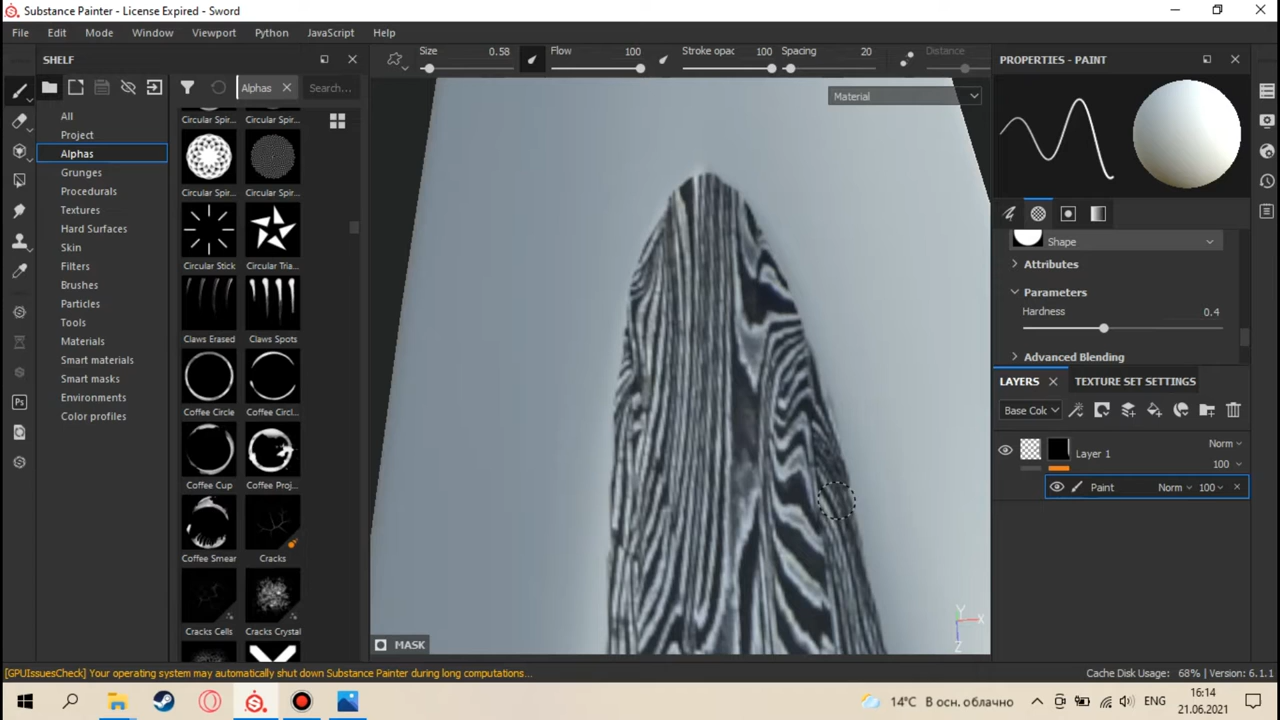 Substance Painter - License Expired - Sword
File Edit Mode Window Viewport Python JavaScript Help
SHELF
Alphas
Search...
All
Project
Alphas
Grunges
Procedurals
Textures
Hard Surfaces
Skin
Filters
Brushes
Particles
Tools
Materials
Smart materials
Smart masks
Environments
Color profiles
Circular Spir... Circular Spir...
Circular Spir... Circular Spir...
Circular Stick Circular Tria...
Claws Erased Claws Spots
Coffee Circle Coffee Circl...
Coffee Cup Coffee Proj...
Coffee Smear Cracks
Cracks Cells Cracks Crystal
Size 0.58 Flow 100 Stroke opac 100 Spacing 20 Distance
Material
MASK
Y
X
Z
PROPERTIES - PAINT
Shape
Attributes
Parameters
Hardness 0.4
Advanced Blending
LAYERS TEXTURE SET SETTINGS
Base Colo
Layer 1 Norm
100
Paint Norm 100
Ps
[GPUIssuesCheck] Your operating system may automatically shut down Substance Painter during long computations...
Cache Disk Usage: 68% | Version: 6.1.1
14°C В осн. облачно
ENG
16:14
21.06.2021